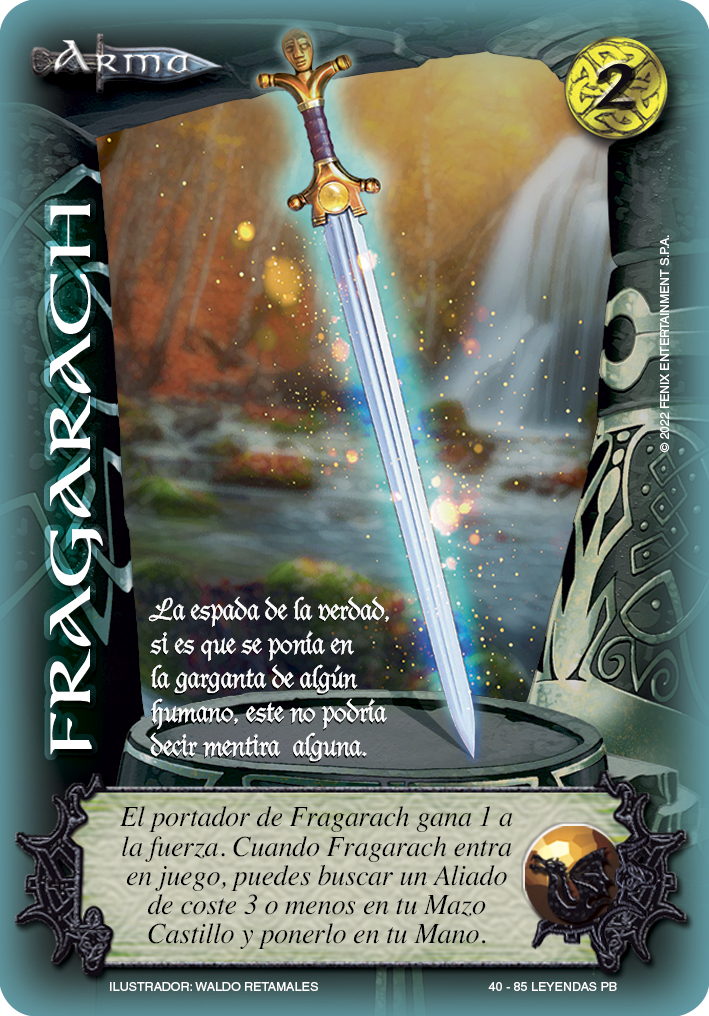 Arma
2
FRAGARACH
© 2022 FENIX ENTERTAINMENT S.P.A.
La espada de la verdad,
si es que se ponía en
la garganta de algún
humano, este no podría
decir mentira alguna.
El portador de Fragarach gana 1 a
la fuerza. Cuando Fragarach entra
en juego, puedes buscar un Aliado
de coste 3 o menos en tu Mazo
Castillo y ponerlo en tu Mano.
ILUSTRADOR: WALDO RETAMALES
40 - 85 LEYENDAS PB